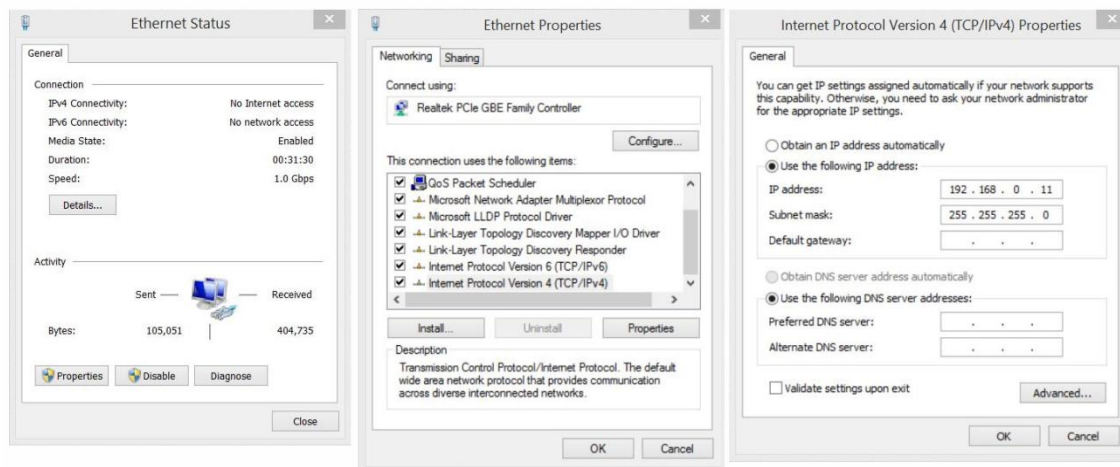 Ethernet Status
General
Connection
IPv4 Connectivity: No Internet access
IPv6 Connectivity: No network access
Media State: Enabled
Duration: 00:31:30
Speed: 1.0 Gbps
Details...
Activity
Sent — Received
Bytes: 105,051 | 404,735
Properties Disable Diagnose
Close
Ethernet Properties
Networking Sharing
Connect using:
Realtek PCIe GBE Family Controller
Configure...
This connection uses the following items:
QoS Packet Scheduler
Microsoft Network Adapter Multiplexor Protocol
Microsoft LLDP Protocol Driver
Link-Layer Topology Discovery Mapper I/O Driver
Link-Layer Topology Discovery Responder
Internet Protocol Version 6 (TCP/IPv6)
Internet Protocol Version 4 (TCP/IPv4)
Install... Uninstall Properties
Description
Transmission Control Protocol/Internet Protocol. The default
wide area network protocol that provides communication
across diverse interconnected networks.
OK Cancel
Internet Protocol Version 4 (TCP/IPv4) Properties
General
You can get IP settings assigned automatically if your network supports
this capability. Otherwise, you need to ask your network administrator
for the appropriate IP settings.
Obtain an IP address automatically
Use the following IP address:
IP address: 192 . 168 . 0 . 11
Subnet mask: 255 . 255 . 255 . 0
Default gateway: . . .
Obtain DNS server address automatically
Use the following DNS server addresses:
Preferred DNS server: . . .
Alternate DNS server: . . .
Validate settings upon exit
Advanced...
OK Cancel